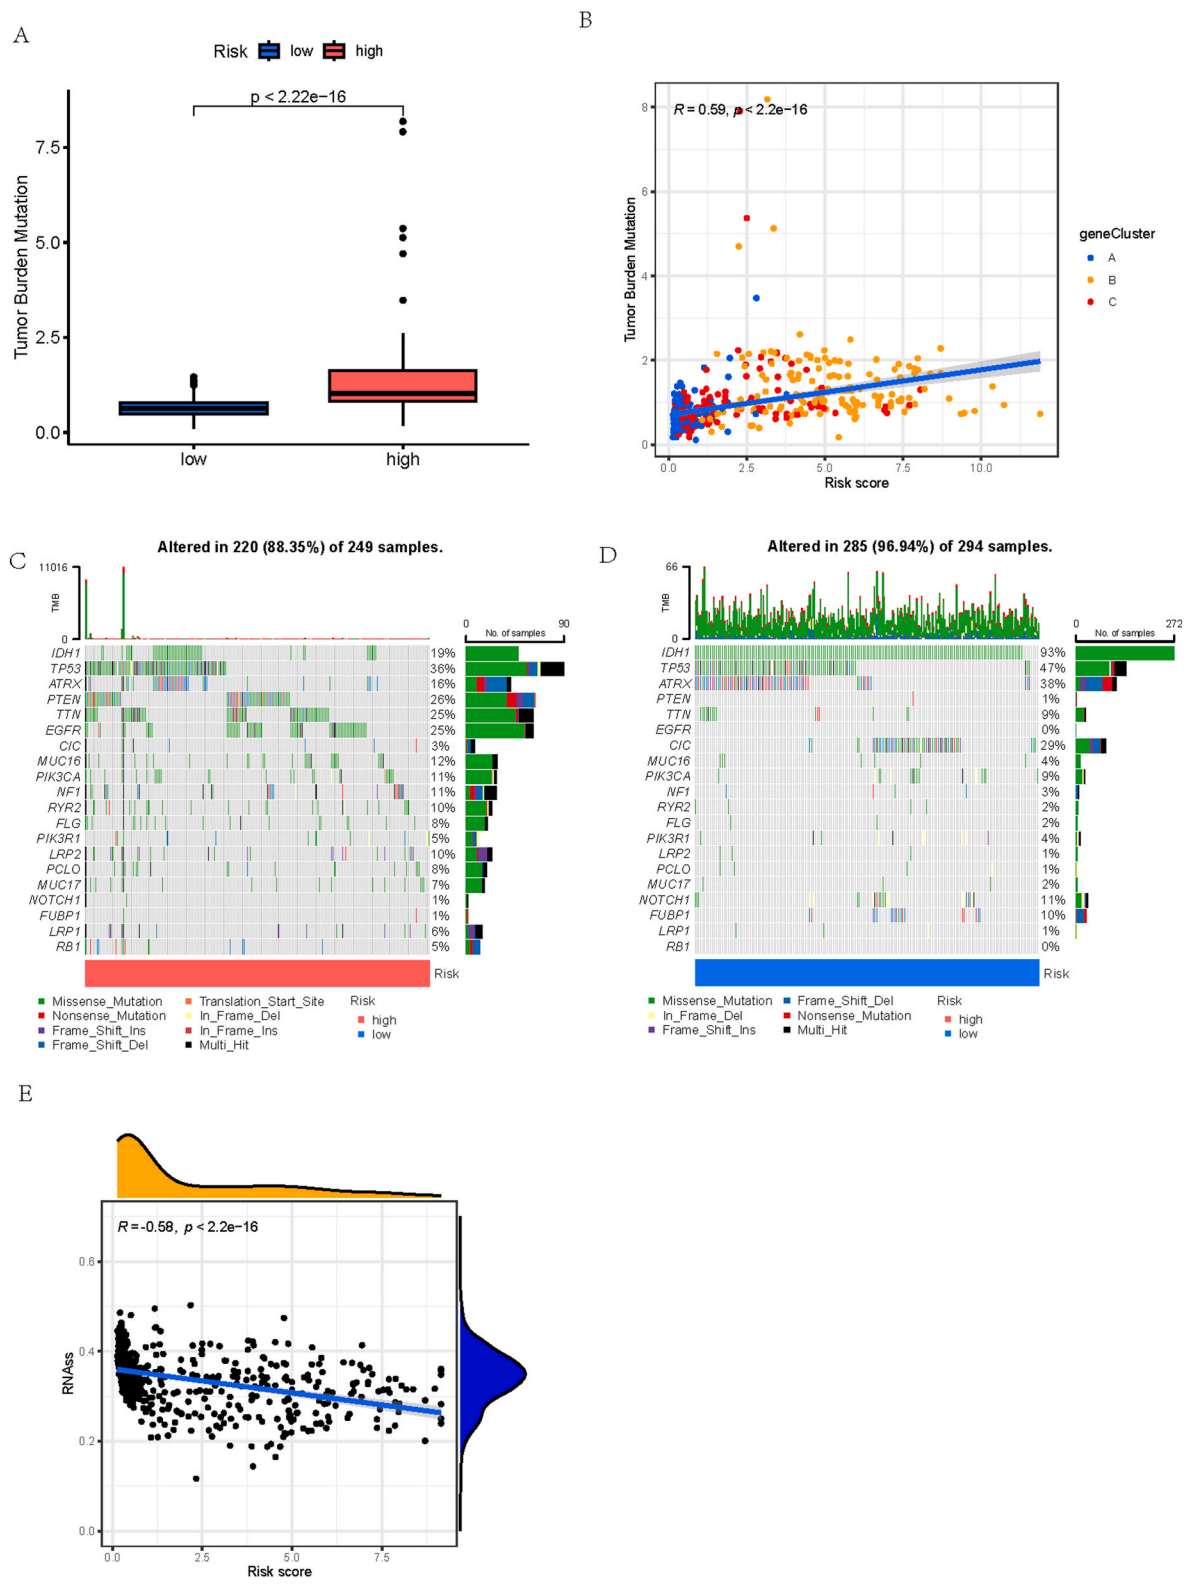 A
Risk low high
p < 2.22e−16
Tumor Burden Mutation
7.5
5.0
2.5
0.0
low high
B
R = 0.59, p < 2.2e−16
Tumor Burden Mutation
8
6
4
2
0
0.0 2.5 5.0 7.5 10.0
Risk score
geneCluster
A
B
C
C
Altered in 220 (88.35%) of 249 samples.
11016
TMB
0
0 90
No. of samples
IDH1 19%
TP53 36%
ATRX 16%
PTEN 26%
TTN 25%
EGFR 25%
CIC 3%
MUC16 12%
PIK3CA 11%
NF1 11%
RYR2 10%
FLG 8%
PIK3R1 5%
LRP2 10%
PCLO 8%
MUC17 7%
NOTCH1 1%
FUBP1 1%
LRP1 6%
RB1 5%
Risk
Missense_Mutation Translation_Start_Site Risk
Nonsense_Mutation In_Frame_Del high
Frame_Shift_Ins In_Frame_Ins low
Frame_Shift_Del Multi_Hit
D
Altered in 285 (96.94%) of 294 samples.
66
TMB
0
0 272
No. of samples
IDH1 93%
TP53 47%
ATRX 38%
PTEN 1%
TTN 9%
EGFR 0%
CIC 29%
MUC16 4%
PIK3CA 9%
NF1 3%
RYR2 2%
FLG 2%
PIK3R1 4%
LRP2 1%
PCLO 1%
MUC17 2%
NOTCH1 11%
FUBP1 10%
LRP1 1%
RB1 0%
Risk
Missense_Mutation Frame_Shift_Del Risk
In_Frame_Del Nonsense_Mutation high
Frame_Shift_Ins Multi_Hit low
E
R = -0.58, p < 2.2e−16
RNAss
0.6
0.4
0.2
0.0
0.0 2.5 5.0 7.5
Risk score